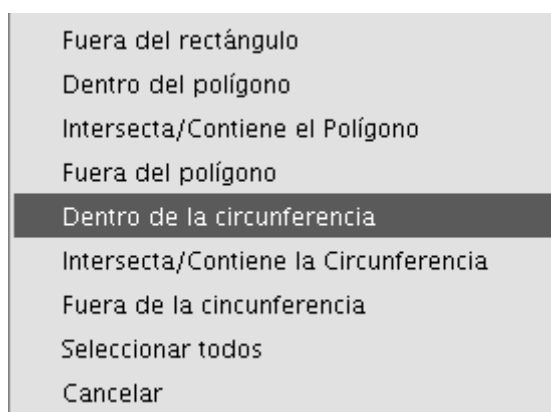 Fuera del rectángulo
Dentro del polígono
Intersecta/Contiene el Polígono
Fuera del polígono
Dentro de la circunferencia
Intersecta/Contiene la Circunferencia
Fuera de la cincunferencia
Seleccionar todos
Cancelar